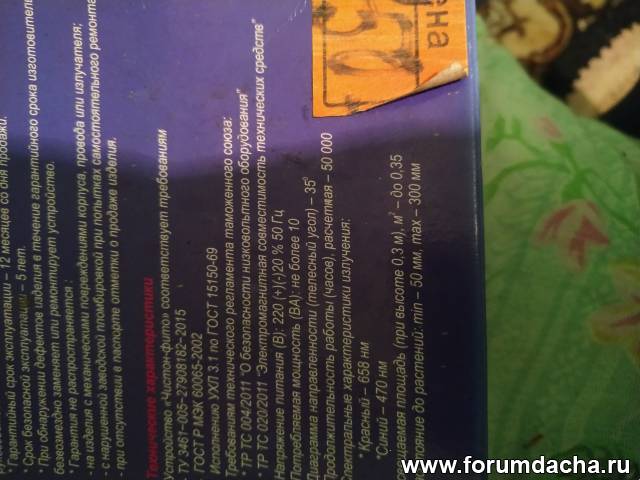 Гарантийный срок эксплуатации – 12 месяцев со дня продажи.
* Срок безопасной эксплуатации – 5 лет.
* При обнаружении дефектов изделия в течение гарантийного срока изготовитель
безвозмездно заменяет или ремонтирует устройство.
* Гарантия не распространяется :
- на изделия с механическими повреждениями корпуса, провода или излучателя;
- с нарушенной заводской пломбировкой при попытках самостоятельного ремонта
- при отсутствии в паспорте отметки о продаже изделия.
Технические характеристики
Устройство «Чемпион-фито» соответствует требованиям
ТУ 3461–005–27908182–2015
ГОСТ Р МЭК 60065-2002
Исполнение УХЛ 3.1 по ГОСТ 15150-69
Требованиям технического регламента таможенного союза:
* ТР ТС 004/2011 "О безопасности низковольтного оборудования"
* ТР ТС 020/2011 "Электромагнитная совместимость технических средств"
Напряжение питания (В); 220 (+)(-)20 % 50 Гц
Потребляемая мощность (ВА): не более 10
Диаграмма направленности (телесный угол) – 35⁰
Продолжительность работы (часов), расчетная – 50 000
Спектральные характеристики излучения:
*Красный – 658 нм
*Синий – 470 нм
площадь (при высоте 0,3 м), м² – до 0,35
до растений: min – 50 мм, max – 300 мм
ена
50
www.forumdacha.ru